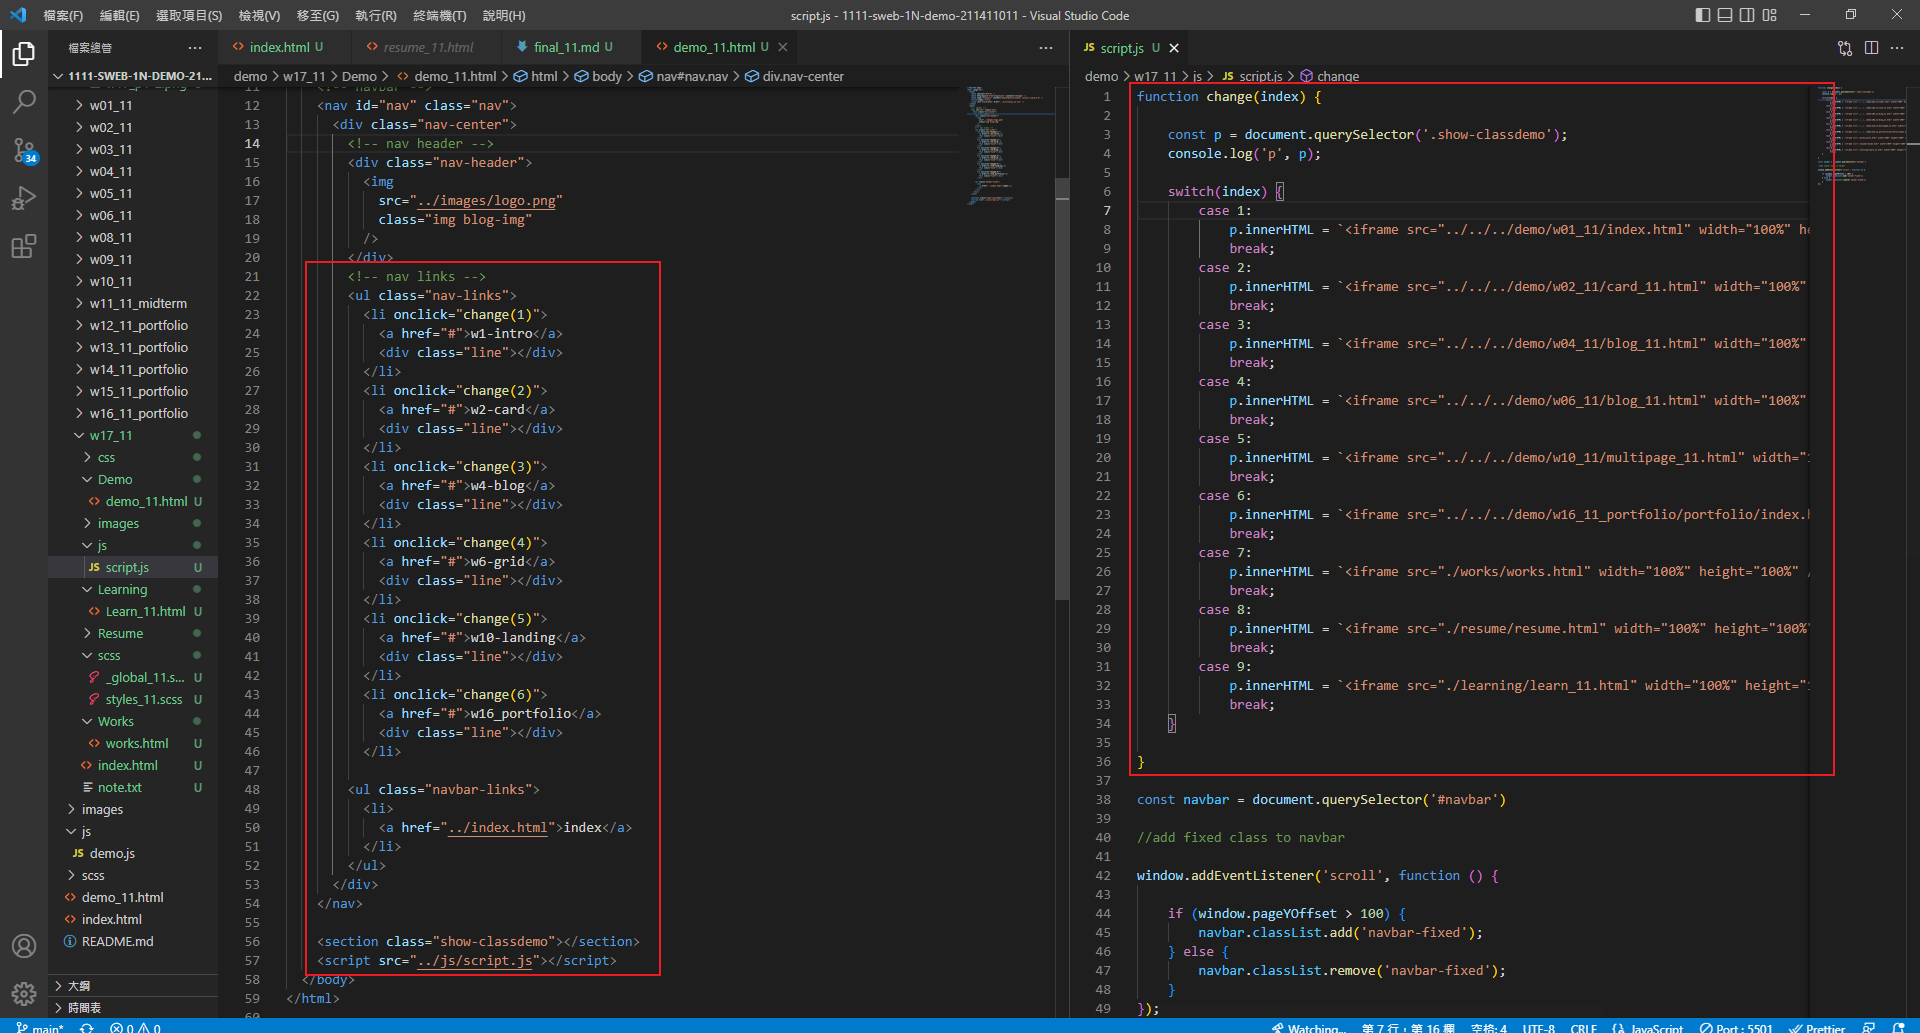 檔案(F) 編輯(E) 選取項目(S) 檢視(V) 移至(G) 執行(R) 終端機(T) 說明(H)
script.js - 1111-sweb-1N-demo-211411011 - Visual Studio Code
檔案總管 ···
1111-SWEB-1N-DEMO-21...
w01_11
w02_11
w03_11
w04_11
w05_11
w06_11
w08_11
w09_11
w10_11
w11_11_midterm
w12_11_portfolio
w13_11_portfolio
w14_11_portfolio
w15_11_portfolio
w16_11_portfolio
w17_11
css
Demo
demo_11.html U
images
js
JS script.js U
Learning
Learn_11.html U
Resume
scss
_global_11.s... U
styles_11.scss U
Works
works.html U
index.html U
note.txt U
images
js
JS demo.js
scss
demo_11.html
index.html
README.md
大綱
時間表
34
index.html U resume_11.html final_11.md U demo_11.html U
demo > w17_11 > Demo > demo_11.html > html > body > nav#nav.nav > div.nav-center
12 <nav id="nav" class="nav">
13 <div class="nav-center">
14 <!-- nav header -->
15 <div class="nav-header">
16 <img
17 src="../images/logo.png"
18 class="img blog-img"
19 />
20 </div>
21 <!-- nav links -->
22 <ul class="nav-links">
23 <li onclick="change(1)">
24 <a href="#">w1-intro</a>
25 <div class="line"></div>
26 </li>
27 <li onclick="change(2)">
28 <a href="#">w2-card</a>
29 <div class="line"></div>
30 </li>
31 <li onclick="change(3)">
32 <a href="#">w4-blog</a>
33 <div class="line"></div>
34 </li>
35 <li onclick="change(4)">
36 <a href="#">w6-grid</a>
37 <div class="line"></div>
38 </li>
39 <li onclick="change(5)">
40 <a href="#">w10-landing</a>
41 <div class="line"></div>
42 </li>
43 <li onclick="change(6)">
44 <a href="#">w16_portfolio</a>
45 <div class="line"></div>
46 </li>
47
48 <ul class="navbar-links">
49 <li>
50 <a href="../index.html">index</a>
51 </li>
52 </ul>
53 </div>
54 </nav>
55
56 <section class="show-classdemo"></section>
57 <script src="../js/script.js"></script>
58 </body>
59 </html>
60
JS script.js U
demo > w17_11 > js > JS script.js > change
1 function change(index) {
2
3 const p = document.querySelector('.show-classdemo');
4 console.log('p', p);
5
6 switch(index) {
7 case 1:
8 p.innerHTML = `<iframe src="../../../demo/w01_11/index.html" width="100%" he
9 break;
10 case 2:
11 p.innerHTML = `<iframe src="../../../demo/w02_11/card_11.html" width="100%"
12 break;
13 case 3:
14 p.innerHTML = `<iframe src="../../../demo/w04_11/blog_11.html" width="100%"
15 break;
16 case 4:
17 p.innerHTML = `<iframe src="../../../demo/w06_11/blog_11.html" width="100%"
18 break;
19 case 5:
20 p.innerHTML = `<iframe src="../../../demo/w10_11/multipage_11.html" width="
21 break;
22 case 6:
23 p.innerHTML = `<iframe src="../../../demo/w16_11_portfolio/portfolio/index.h
24 break;
25 case 7:
26 p.innerHTML = `<iframe src="./works/works.html" width="100%" height="100%" /
27 break;
28 case 8:
29 p.innerHTML = `<iframe src="./resume/resume.html" width="100%" height="100%"
30 break;
31 case 9:
32 p.innerHTML = `<iframe src="./learning/learn_11.html" width="100%" height="
33 break;
34 }
35
36 }
37
38 const navbar = document.querySelector('#navbar')
39
40 //add fixed class to navbar
41
42 window.addEventListener('scroll', function () {
43
44 if (window.pageYOffset > 100) {
45 navbar.classList.add('navbar-fixed');
46 } else {
47 navbar.classList.remove('navbar-fixed');
48 }
49 });
main* 0 0 Watching... 第 7 行，第 16 欄 空格: 4 UTF-8 CRLF {} JavaScript Port : 5501 Prettier